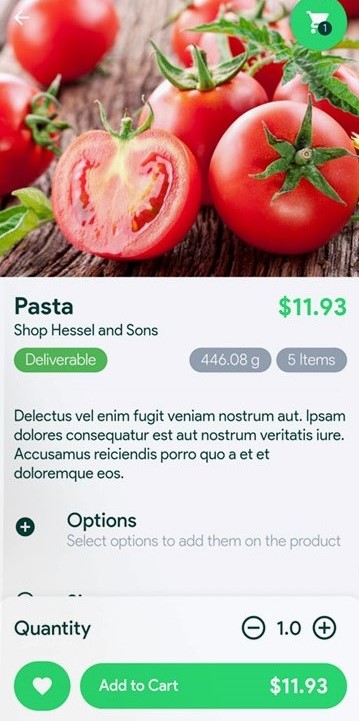 1
Pasta
$11.93
Shop Hessel and Sons
Deliverable
446.08 g
5 Items
Delectus vel enim fugit veniam nostrum aut. Ipsam
dolores consequatur est aut nostrum veritatis iure.
Accusamus reiciendis porro quo a et et
doloremque eos.
Options
Select options to add them on the product
Quantity
1.0
Add to Cart
$11.93